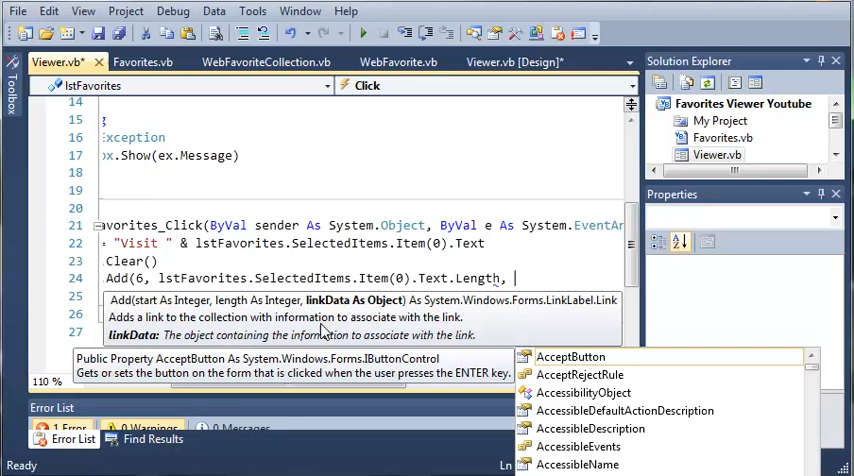 File Edit View Project Debug Data Tools Window Help
Viewer.vb* Favorites.vb WebFavoriteCollection.vb WebFavorite.vb Viewer.vb [Design]*
lstFavorites Click
Toolbox
14
15 g
16 Exception
17 ox.Show(ex.Message)
18
19
20
21 avorites_Click(ByVal sender As System.Object, ByVal e As System.EventAr
22 = "Visit " & lstFavorites.SelectedItems.Item(0).Text
23 .Clear()
24 .Add(6, lstFavorites.SelectedItems.Item(0).Text.Length,
Add(start As Integer, length As Integer, linkData As Object) As System.Windows.Forms.LinkLabel.Link
26 Adds a link to the collection with information to associate with the link.
27 linkData: The object containing the information to associate with the link.
Public Property AcceptButton As System.Windows.Forms.IButtonControl
Gets or sets the button on the form that is clicked when the user presses the ENTER key.
110 %
AcceptButton
AcceptRejectRule
AccessibilityObject
AccessibleDefaultActionDescription
AccessibleDescription
AccessibleEvents
AccessibleName
Error List
1 Error 0 Warnings 0 Messages
Error List Find Results
Ln
Solution Explorer
Favorites Viewer Youtube
My Project
Favorites.vb
Viewer.vb
Properties